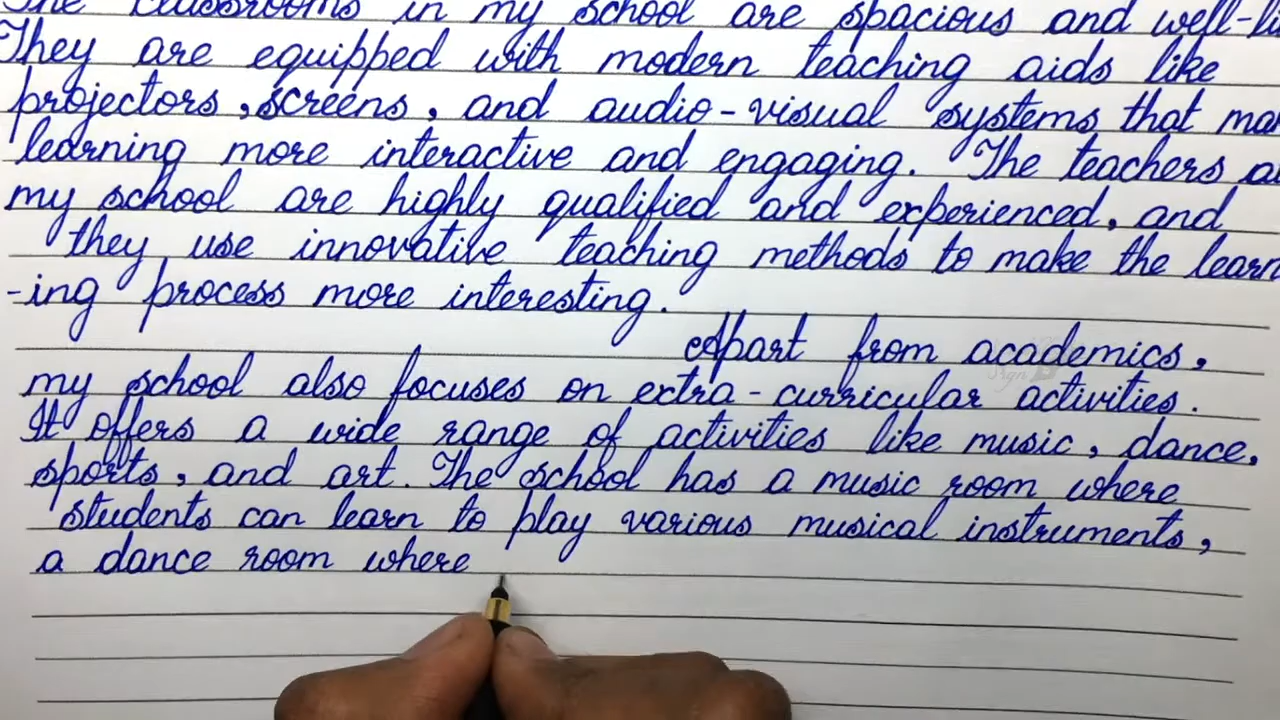 The classrooms in my school are spacious and well-li
They are equipped with modern teaching aids like
projectors, screens, and audio-visual systems that ma
learning more interactive and engaging. The teachers a
my school are highly qualified and experienced, and
they use innovative teaching methods to make the learn
-ing process more interesting.
Apart from academics,
my school also focuses on extra-curricular activities.
It offers a wide range of activities like music, dance,
sports, and art. The school has a music room where
students can learn to play various musical instruments,
a dance room where